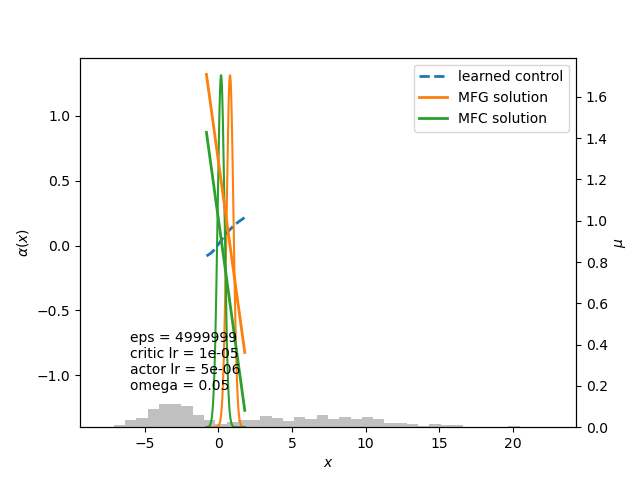 learned control
MFG solution
MFC solution
1.0
0.5
0.0
−0.5
−1.0
α(x)
1.6
1.4
1.2
1.0
0.8
0.6
0.4
0.2
0.0
μ
eps = 4999999
critic lr = 1e-05
actor lr = 5e-06
omega = 0.05
−5
0
5
10
15
20
x